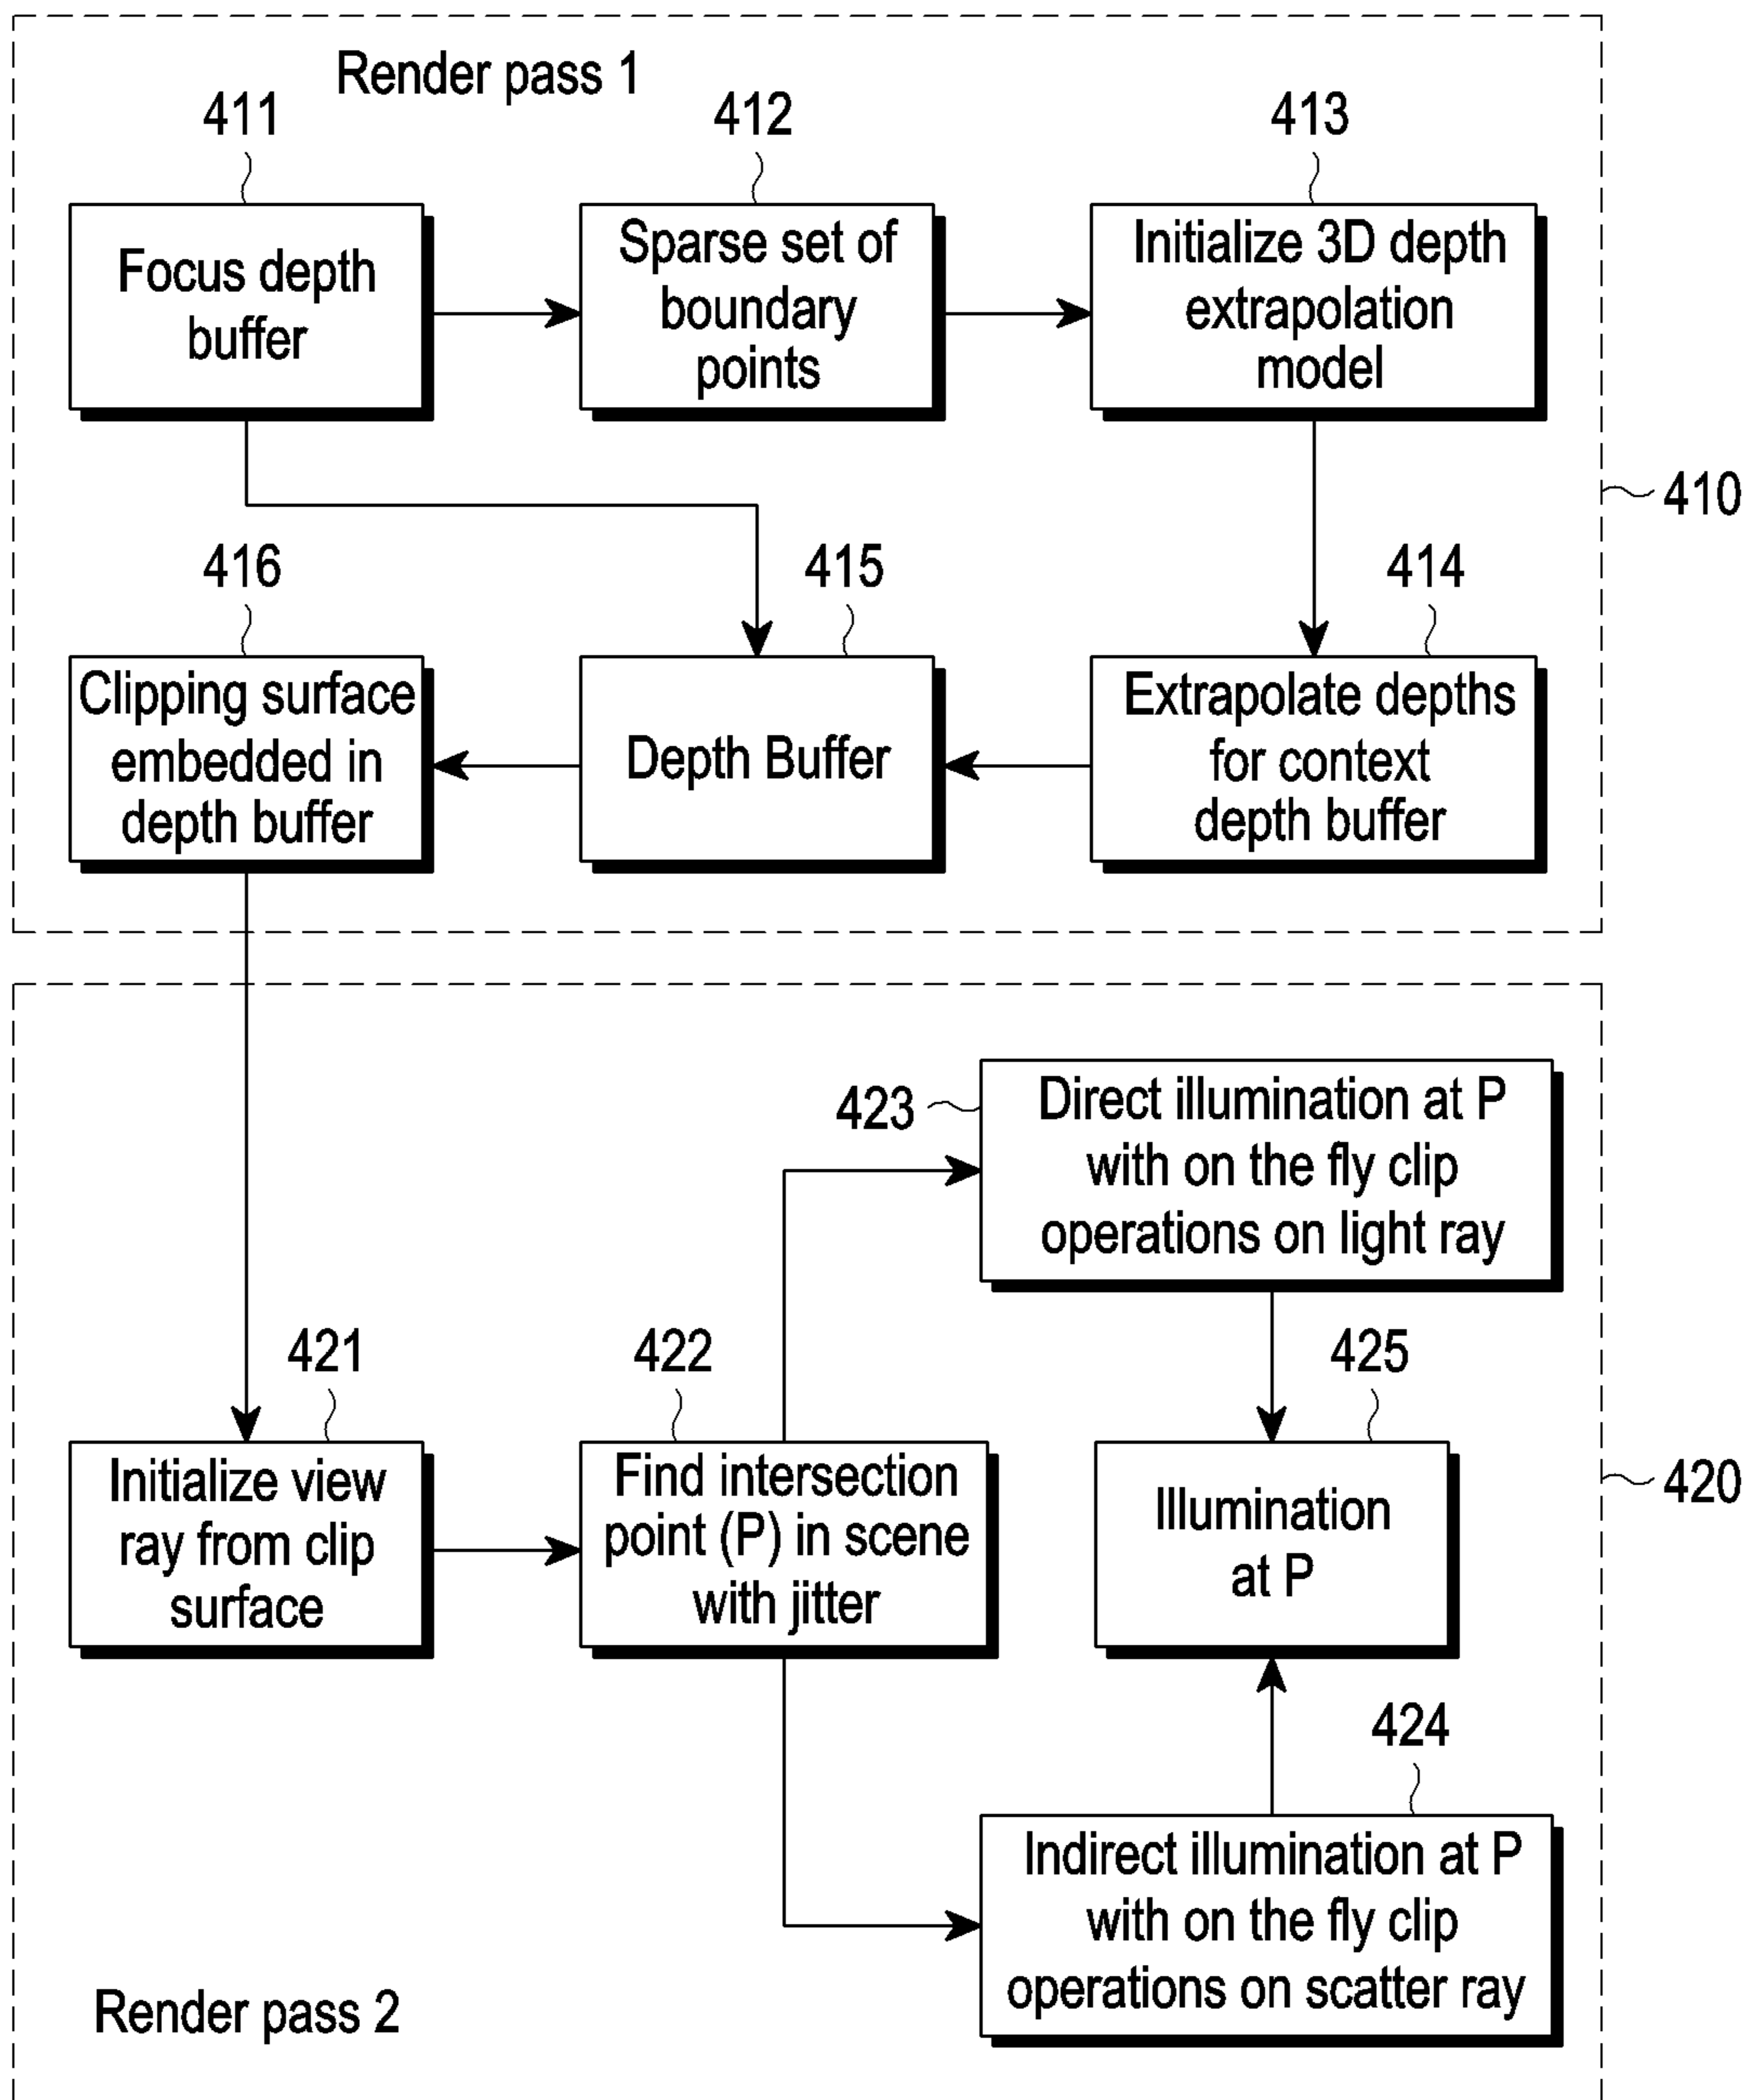 Render pass 1
411
412
413
Focus depth
buffer
Sparse set of
boundary
points
Initialize 3D depth
extrapolation
model
410
416
415
414
Clipping surface
embedded in
depth buffer
Depth Buffer
Extrapolate depths
for context
depth buffer
423
Direct illumination at P
with on the fly clip
operations on light ray
421
422
425
Initialize view
ray from clip
surface
Find intersection
point (P) in scene
with jitter
Illumination
at P
420
424
Indirect illumination at P
with on the fly clip
operations on scatter ray
Render pass 2